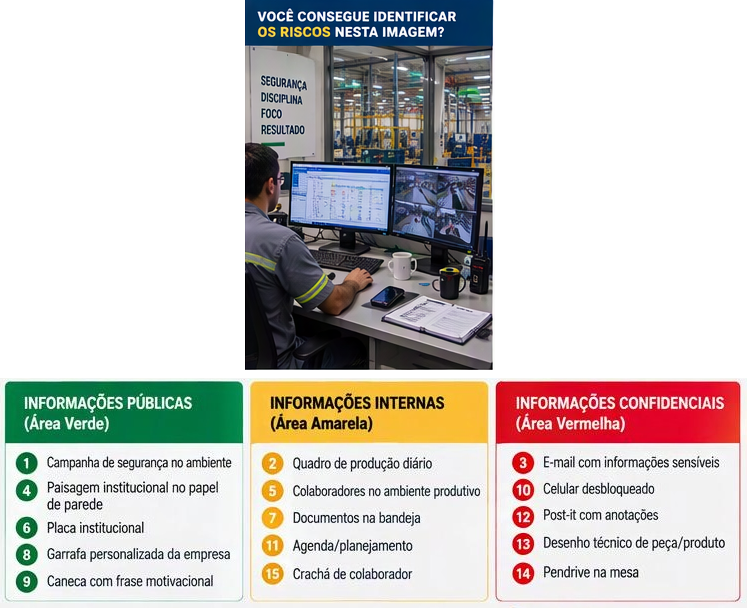 VOCÊ CONSEGUE IDENTIFICAR
OS RISCOS NESTA IMAGEM?
SEGURANÇA
DISCIPLINA
FOCO
RESULTADO
INFORMAÇÕES PÚBLICAS
(Área Verde)
1 Campanha de segurança no ambiente
4 Paisagem institucional no papel
de parede
6 Placa institucional
8 Garrafa personalizada da empresa
9 Caneca com frase motivacional
INFORMAÇÕES INTERNAS
(Área Amarela)
2 Quadro de produção diário
5 Colaboradores no ambiente produtivo
7 Documentos na bandeja
11 Agenda/planejamento
15 Crachá de colaborador
INFORMAÇÕES CONFIDENCIAIS
(Área Vermelha)
3 E-mail com informações sensíveis
10 Celular desbloqueado
12 Post-it com anotações
13 Desenho técnico de peça/produto
14 Pendrive na mesa